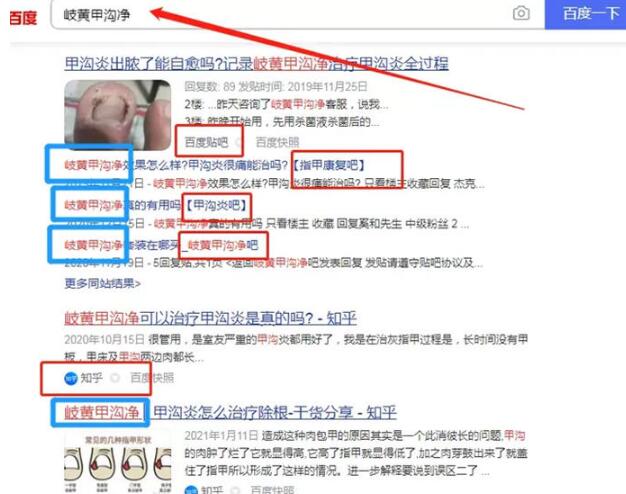 百度
岐黄甲沟净
百度一下
甲沟炎出脓了能自愈吗?记录岐黄甲沟净治疗甲沟炎全过程
回复数: 89 发贴时间: 2019年11月25日
2楼: ...昨天咨询了岐黄甲沟净客服，说我...
3楼: 昨晚开始用，先用杀菌液杀菌后的...
百度贴吧 百度快照
岐黄甲沟净效果怎么样?甲沟炎很痛能治吗?【指甲康复吧】
岐黄甲沟净效果怎么样?甲沟炎很痛能治吗? 只看楼主收藏回复 杰克...
岐黄甲沟净真的有用吗【甲沟炎吧】
岐黄甲沟净真的有用吗 只看楼主 收藏 回复奚和先生 中级粉丝 2 ...
岐黄甲沟净套装在哪买_岐黄甲沟净吧
2020年11月19日 - 5回复贴,共1页 <返回岐黄甲沟净吧发表回复 发贴请遵守贴吧协议及...
更多同站结果>
岐黄甲沟净可以治疗甲沟炎是真的吗? - 知乎
2020年10月15日 很管用，是室友严重的甲沟炎都用好了，我是在治灰指甲过程是，长时间没有甲
板，甲床及甲沟两边肉都长...
知乎 百度快照
岐黄甲沟净 甲沟炎怎么治疗除根-干货分享 - 知乎
常见的几种指甲形状
2021年1月11日 造成这种肉包甲的原因其实是一个此消彼长的问题,甲沟
的肉肿了烂了它就显得高,它高了指甲就显得低了,加之肉芽鼓出来了就盖
住了指甲所以形成了这样的情况。进一步解释要说到误区二了 ...
知乎 百度快照